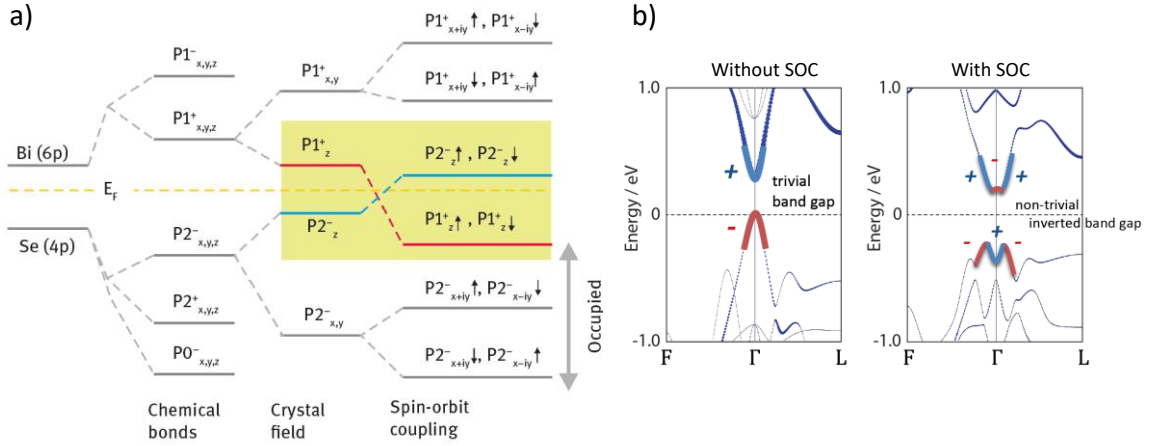 a)
P1⁻x,y,z
P1⁺x,y,z
Bi (6p)
E_F
Se (4p)
P2⁻x,y,z
P2⁺x,y,z
P0⁻x,y,z
P1⁺x,y
P1⁺z
P2⁻z
P2⁻x,y
P1⁺x+iy↑ , P1⁺x−iy↓
P1⁺x+iy↓ , P1⁺x−iy↑
P2⁻z↑ , P2⁻z↓
P1⁺z↑ , P1⁺z↓
P2⁻x+iy↑, P2⁻x−iy↓
P2⁻x+iy↓, P2⁻x−iy↑
Occupied
Chemical
bonds
Crystal
field
Spin-orbit
coupling
b)
Without SOC
Energy / eV
1.0
0
-1.0
+
-
trivial
band gap
F
Γ
L
With SOC
Energy / eV
1.0
0
-1.0
-
+
+
+
-
-
non-trivial
inverted band gap
F
Γ
L